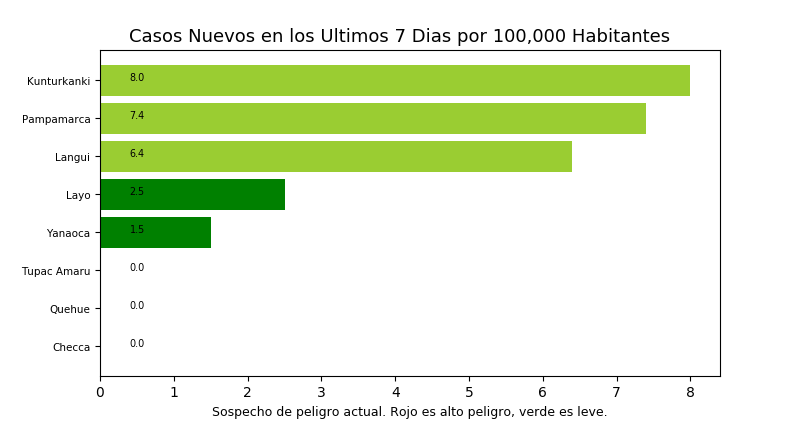 Casos Nuevos en los Ultimos 7 Dias por 100,000 Habitantes
Kunturkanki 8.0
Pampamarca 7.4
Langui 6.4
Layo 2.5
Yanaoca 1.5
Tupac Amaru 0.0
Quehue 0.0
Checca 0.0
0 1 2 3 4 5 6 7 8
Sospecho de peligro actual. Rojo es alto peligro, verde es leve.